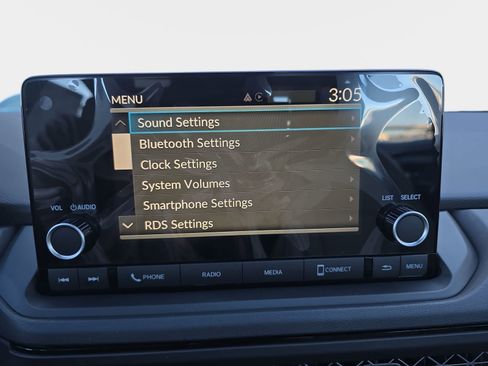 MENU 3:05
Sound Settings
Bluetooth Settings
Clock Settings
System Volumes
Smartphone Settings
RDS Settings
VOL AUDIO
LIST SELECT
PHONE RADIO MEDIA CONNECT MENU